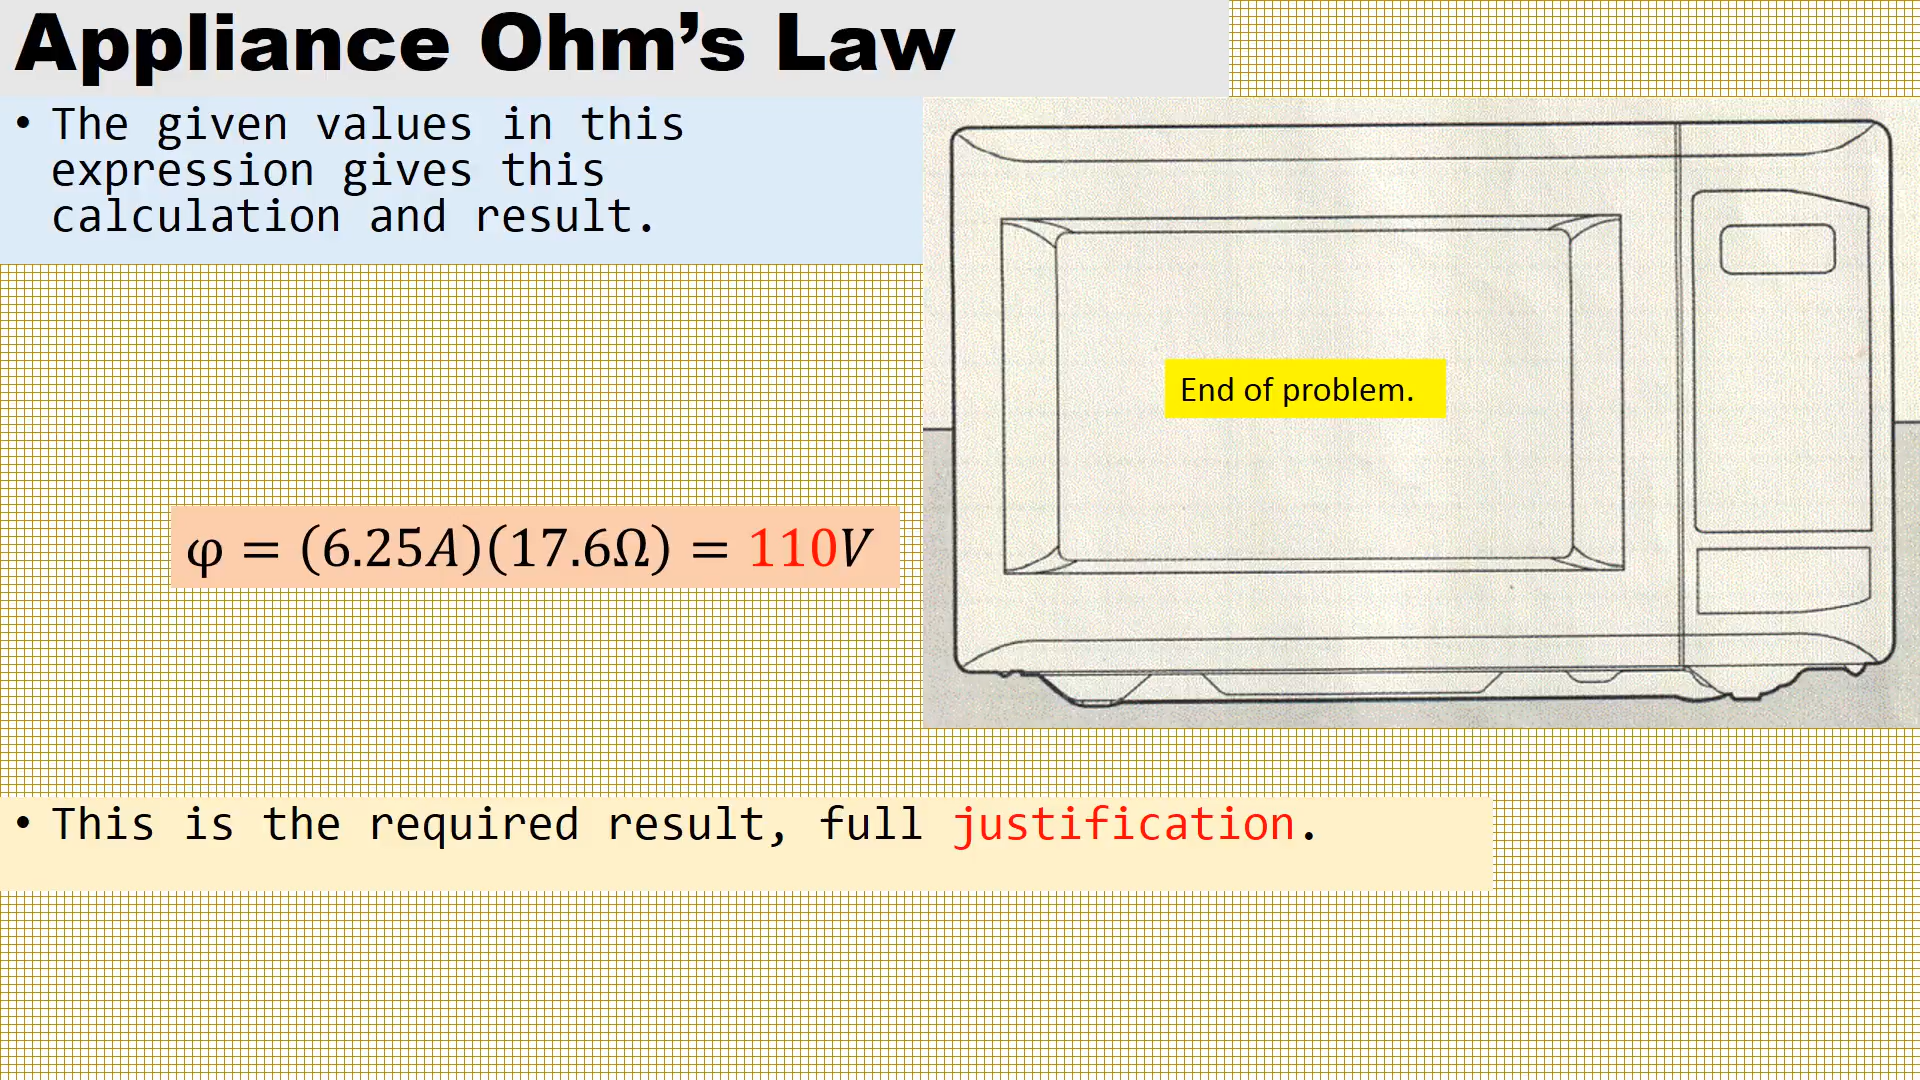 Appliance Ohm’s Law
• The given values in this
expression gives this
calculation and result.
End of problem.
φ = (6.25A)(17.6Ω) = 110V
• This is the required result, full justification.